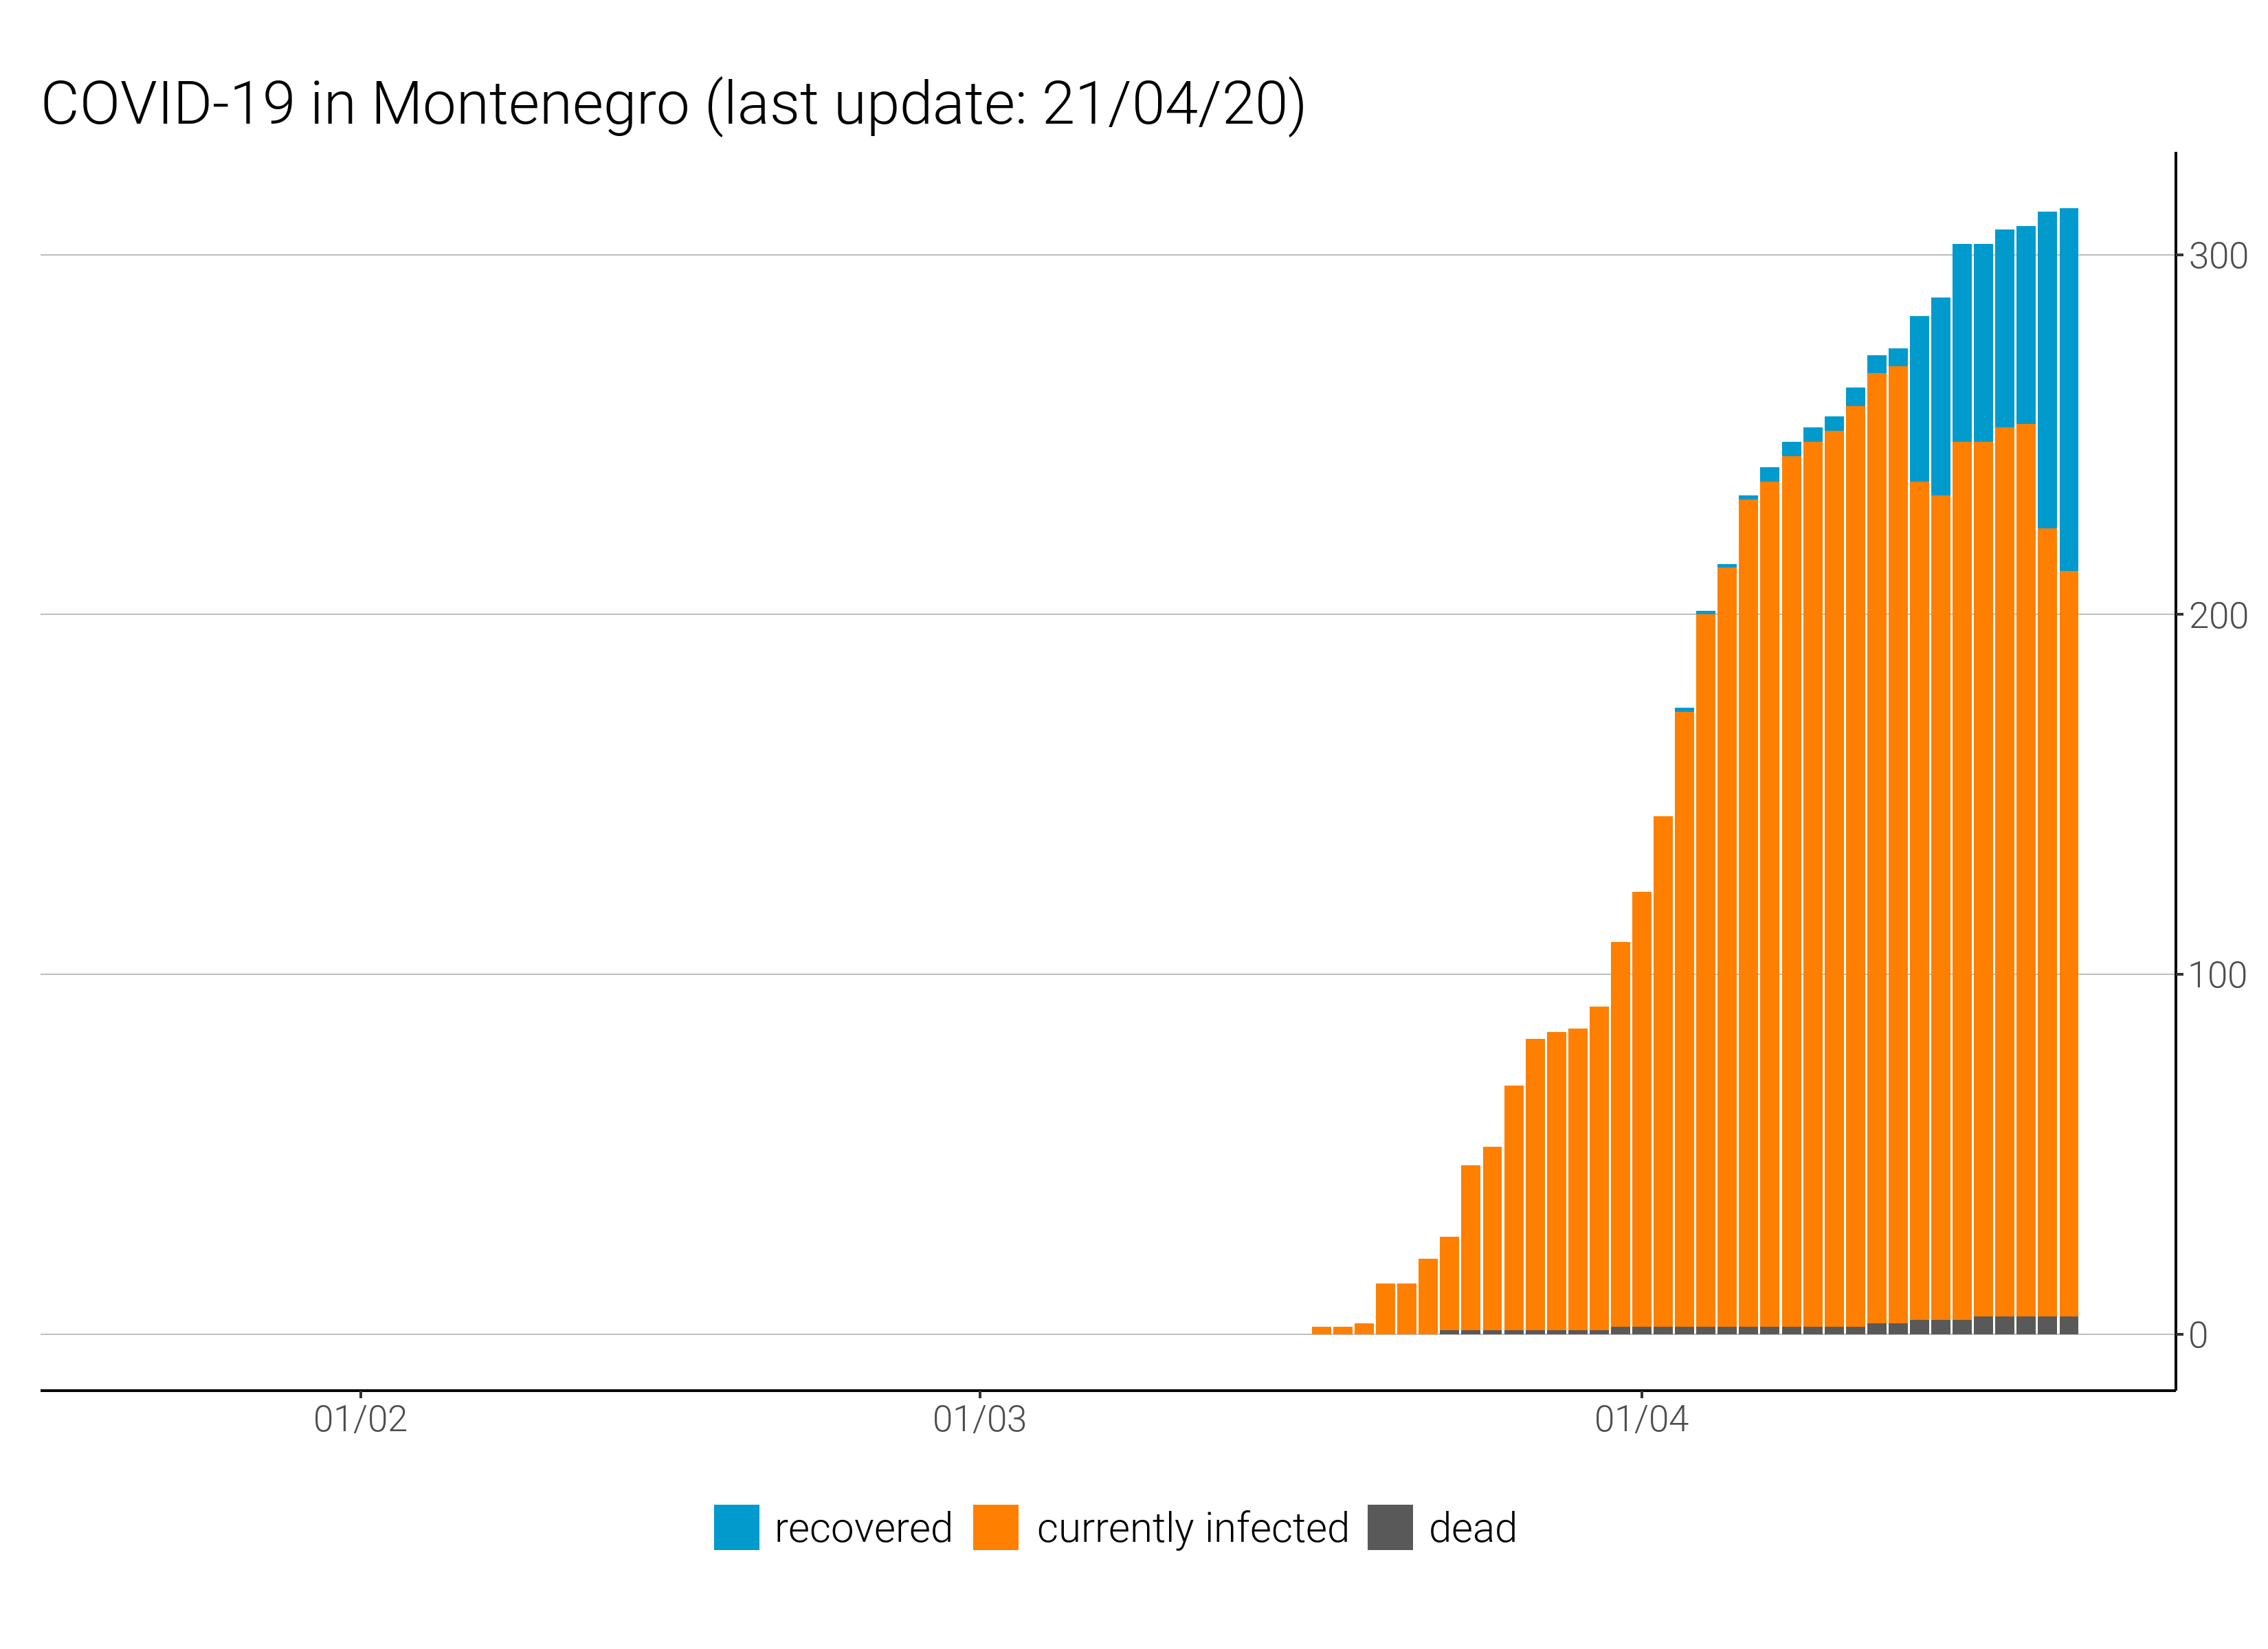 COVID-19 in Montenegro (last update: 21/04/20)
300
200
100
0
01/02 01/03 01/04
recovered currently infected dead